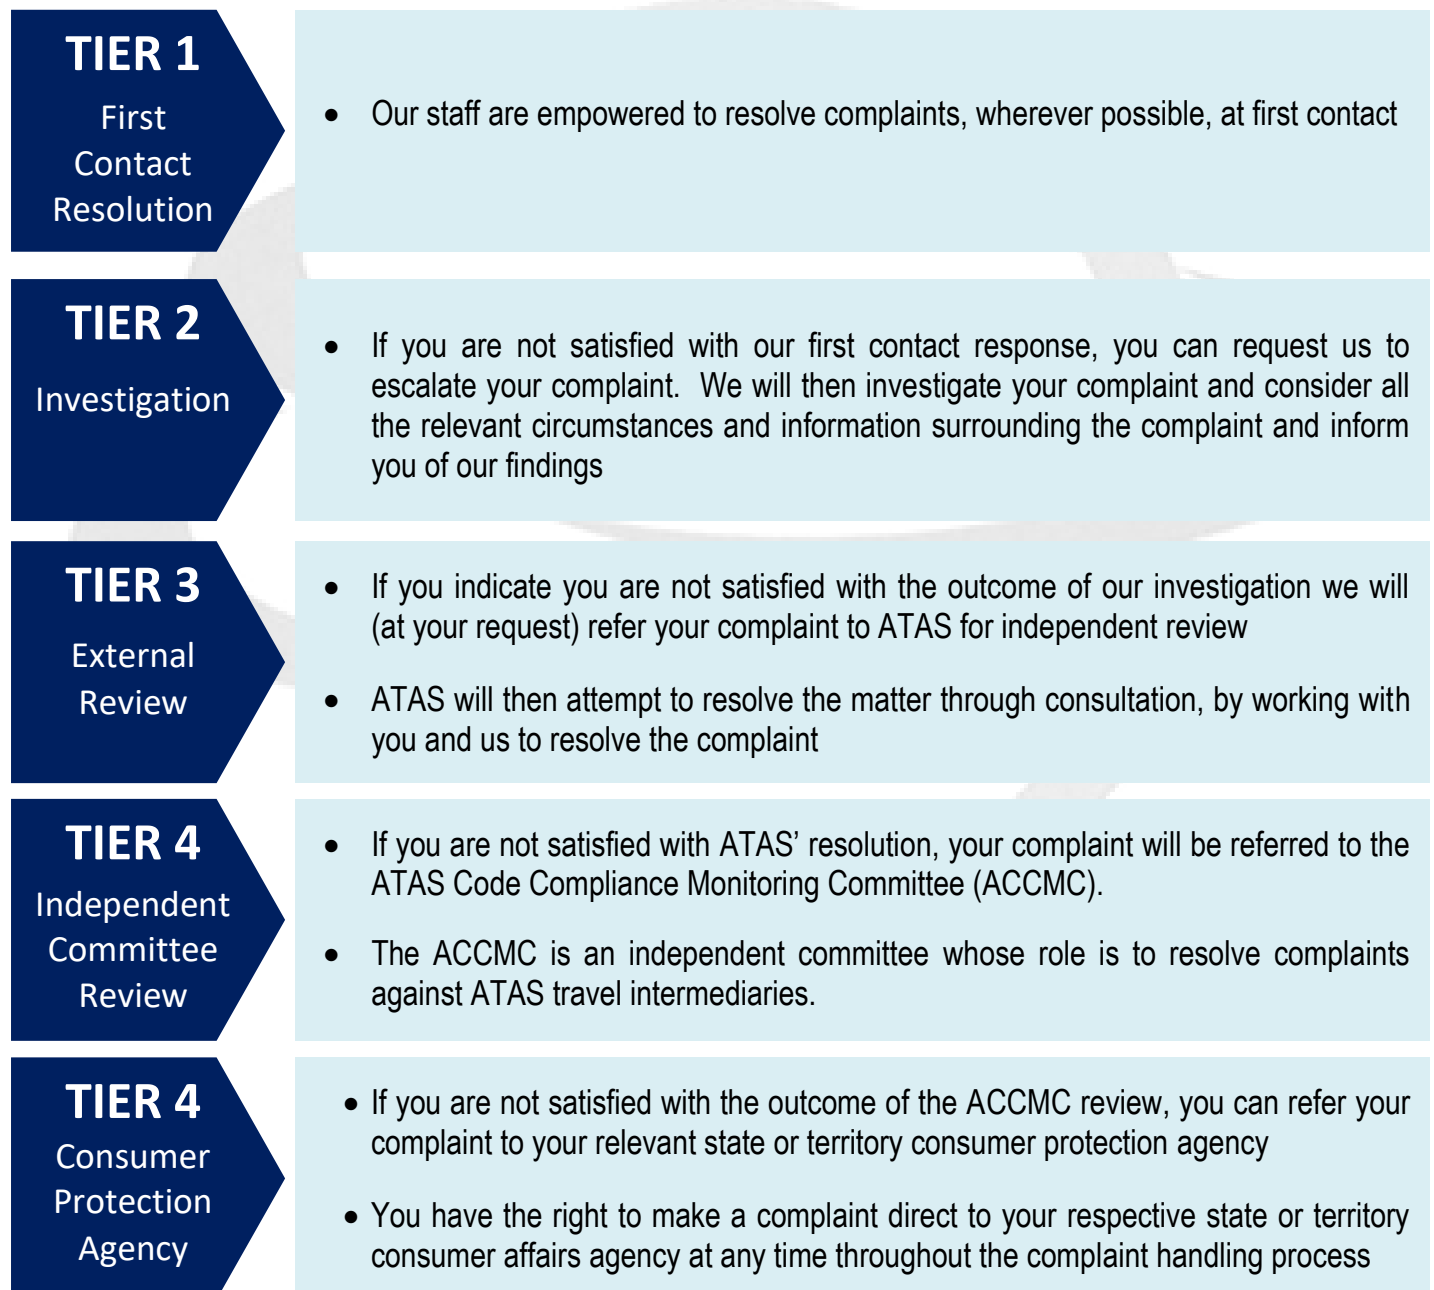 TIER 1
First
Contact
Resolution
• Our staff are empowered to resolve complaints, wherever possible, at first contact
TIER 2
Investigation
• If you are not satisfied with our first contact response, you can request us to
escalate your complaint.  We will then investigate your complaint and consider all
the relevant circumstances and information surrounding the complaint and inform
you of our findings
TIER 3
External
Review
• If you indicate you are not satisfied with the outcome of our investigation we will
(at your request) refer your complaint to ATAS for independent review
• ATAS will then attempt to resolve the matter through consultation, by working with
you and us to resolve the complaint
TIER 4
Independent
Committee
Review
• If you are not satisfied with ATAS’ resolution, your complaint will be referred to the
ATAS Code Compliance Monitoring Committee (ACCMC).
• The ACCMC is an independent committee whose role is to resolve complaints
against ATAS travel intermediaries.
TIER 4
Consumer
Protection
Agency
• If you are not satisfied with the outcome of the ACCMC review, you can refer your
complaint to your relevant state or territory consumer protection agency
• You have the right to make a complaint direct to your respective state or territory
consumer affairs agency at any time throughout the complaint handling process